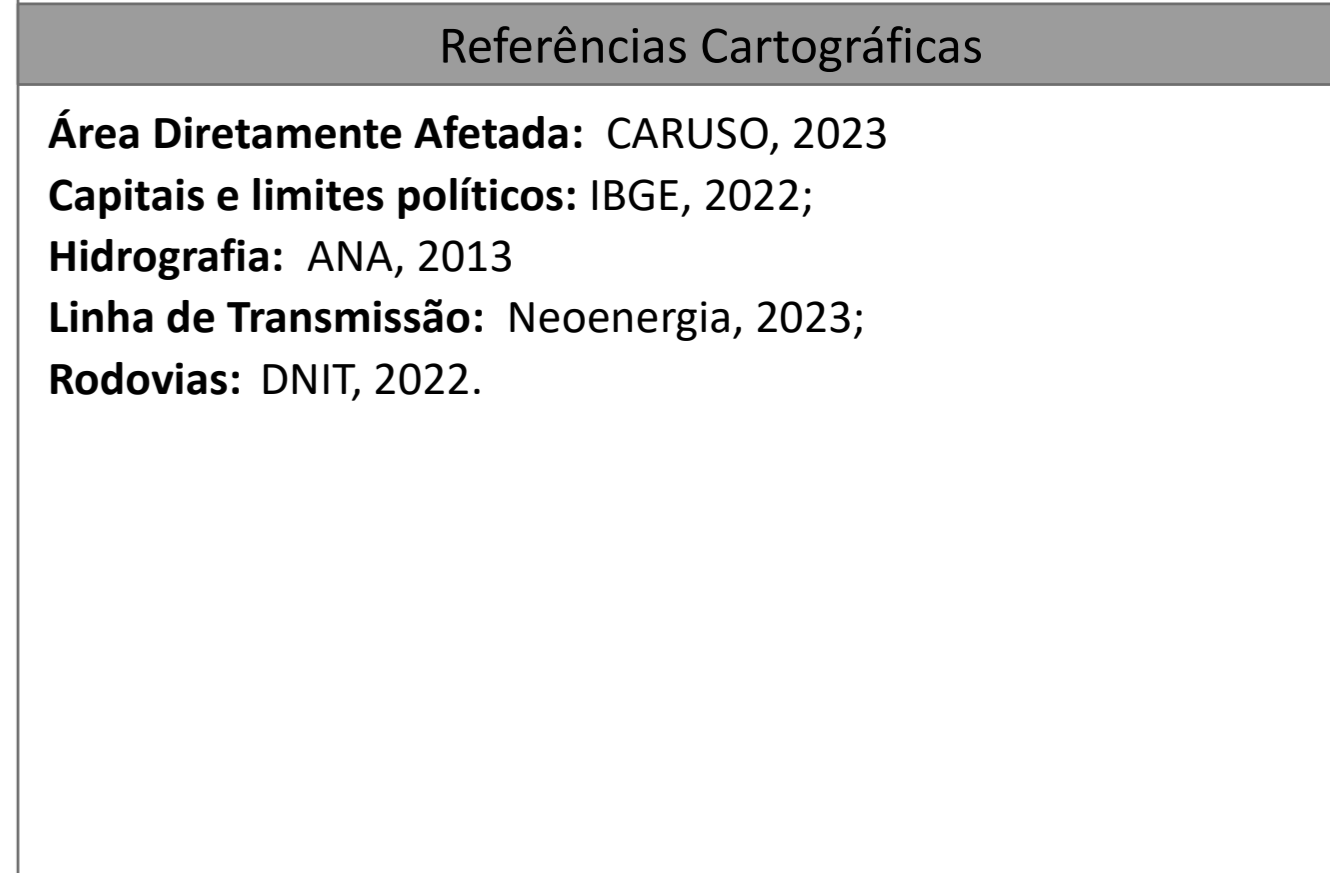 Referências Cartográficas
Área Diretamente Afetada: CARUSO, 2023
Capitais e limites políticos: IBGE, 2022;
Hidrografia: ANA, 2013
Linha de Transmissão: Neoenergia, 2023;
Rodovias: DNIT, 2022.